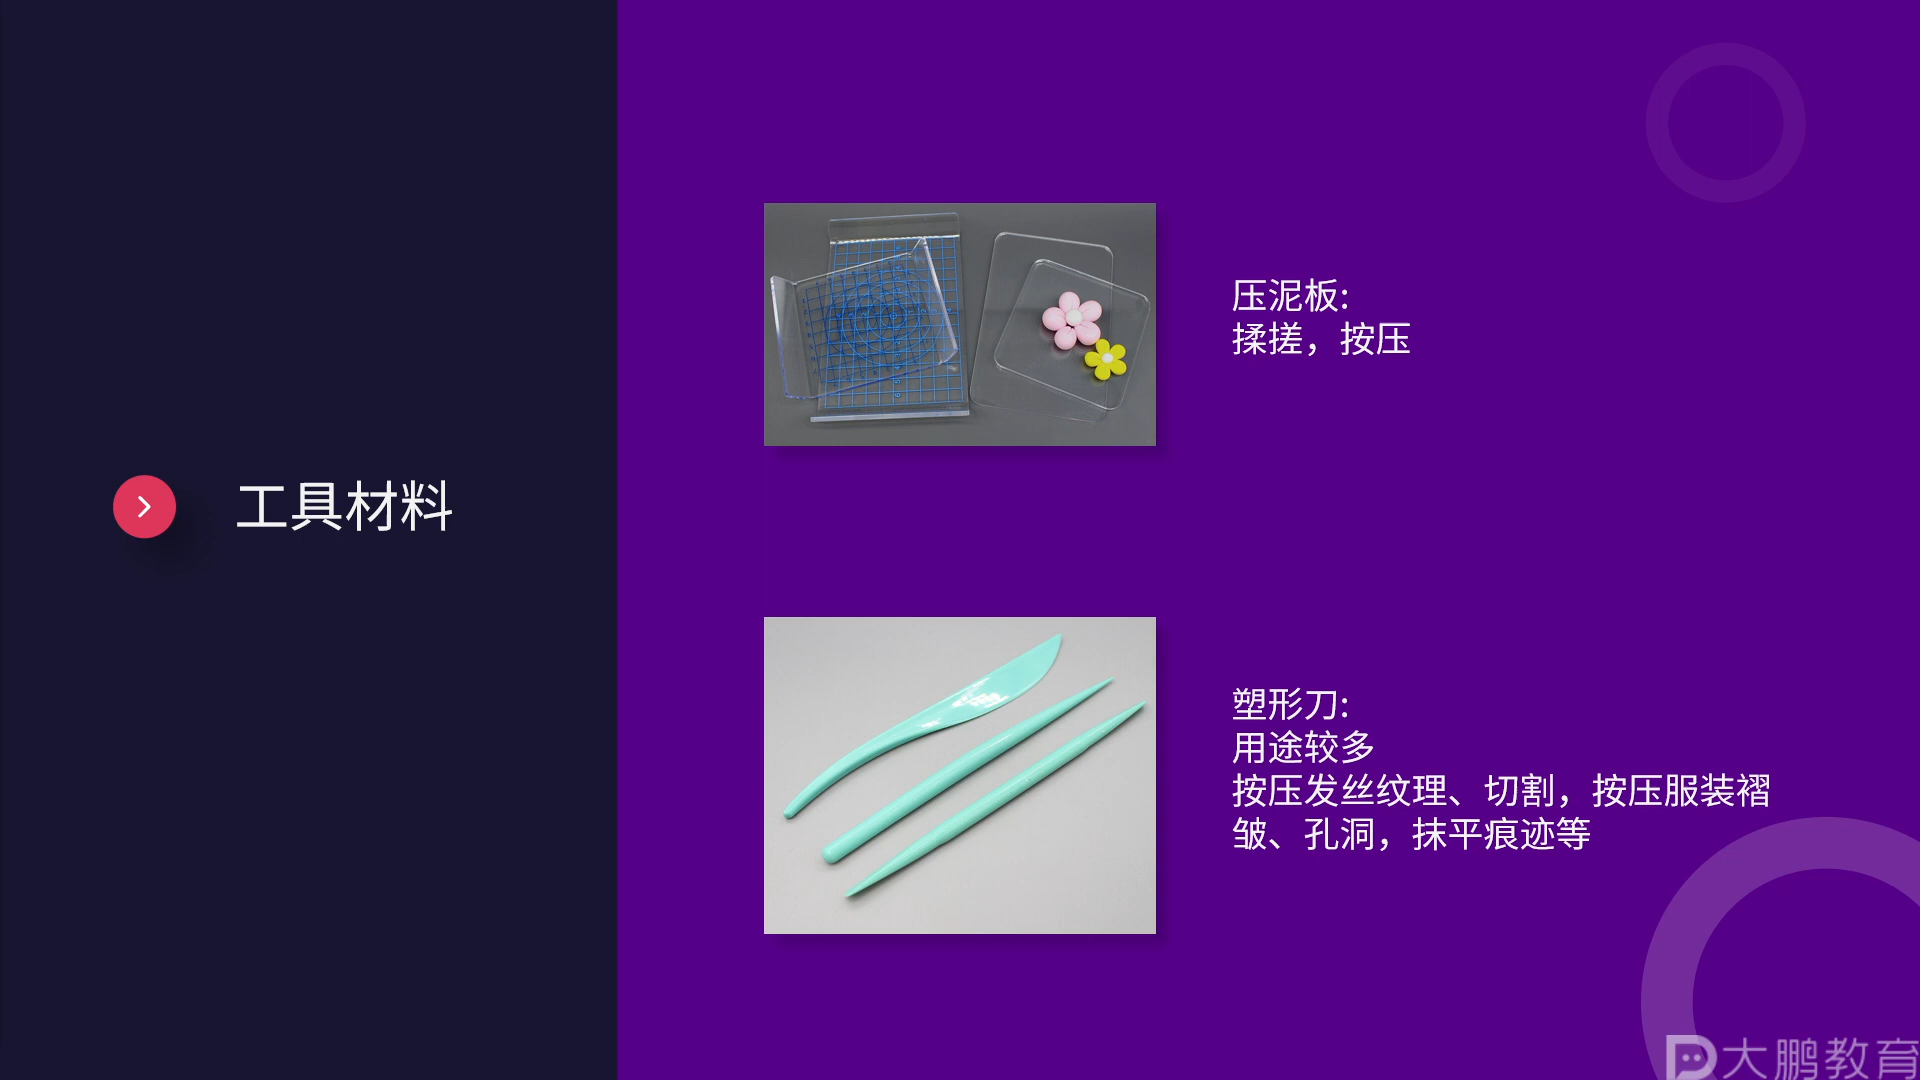 工具材料
压泥板:
揉搓，按压
塑形刀:
用途较多
按压发丝纹理、切割，按压服装褶
皱、孔洞，抹平痕迹等
大鹏教育